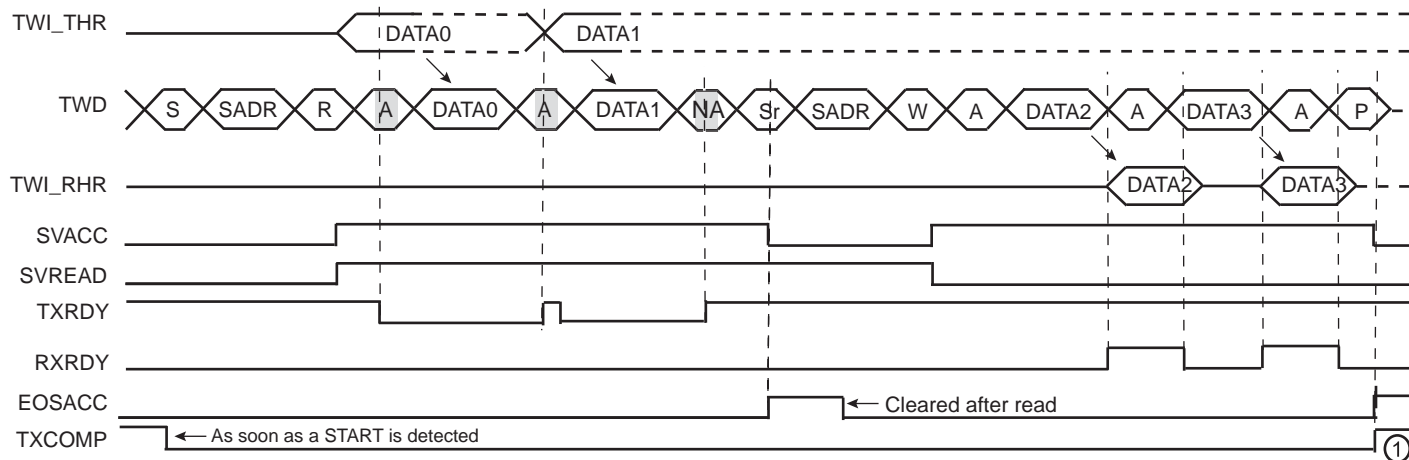 TWI_THR DATA0 DATA1
TWD S SADR R A DATA0 A DATA1 NA Sr SADR W A DATA2 A DATA3 A P
TWI_RHR DATA2 DATA3
SVACC
SVREAD
TXRDY
RXRDY
EOSACC Cleared after read
TXCOMP As soon as a START is detected 1